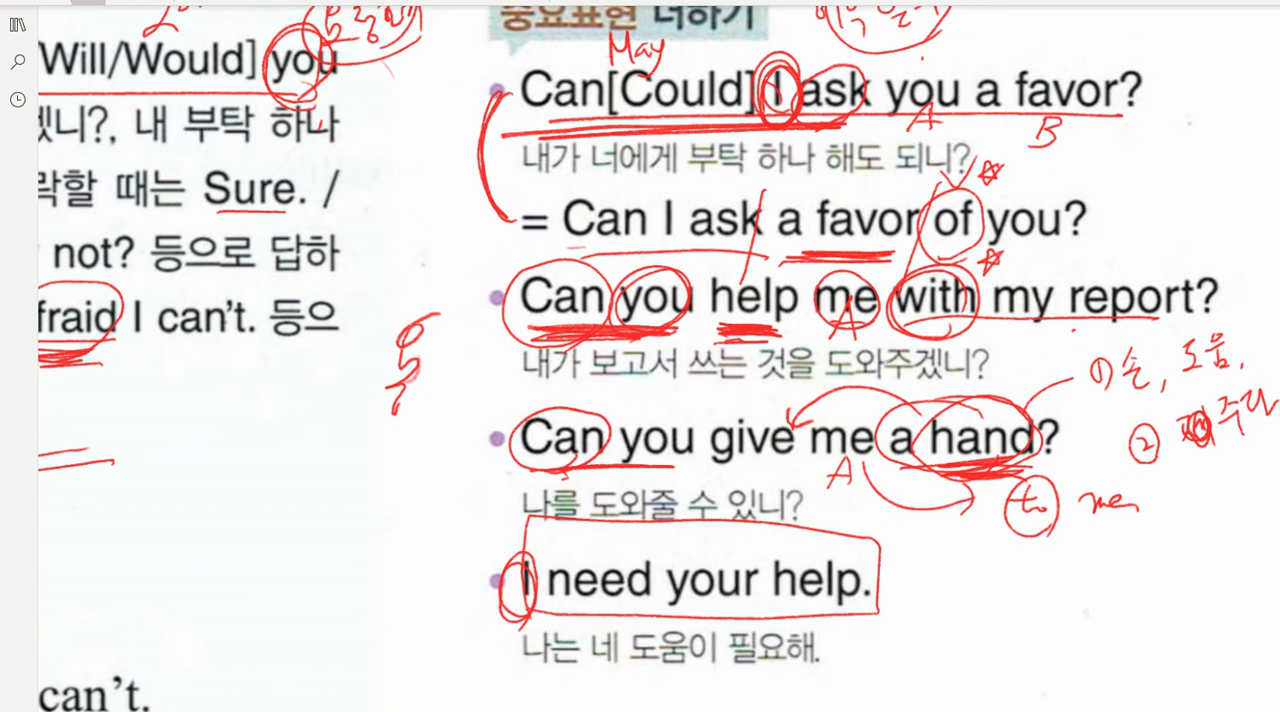 중요표현 더하기
Will/Would] you
겠니?, 내 부탁 하나
락할 때는 Sure. /
not? 등으로 답하
fraid I can't. 등으
can't.
May
Can[Could] I ask you a favor?
A B
내가 너에게 부탁 하나 해도 되니?
= Can I ask a favor of you?
Can you help me with my report?
A
내가 보고서 쓰는 것을 도와주겠니?
① 손, 도움.
②
주다
Can you give me a hand?
A
to me
나를 도와줄 수 있니?
I need your help.
나는 네 도움이 필요해.